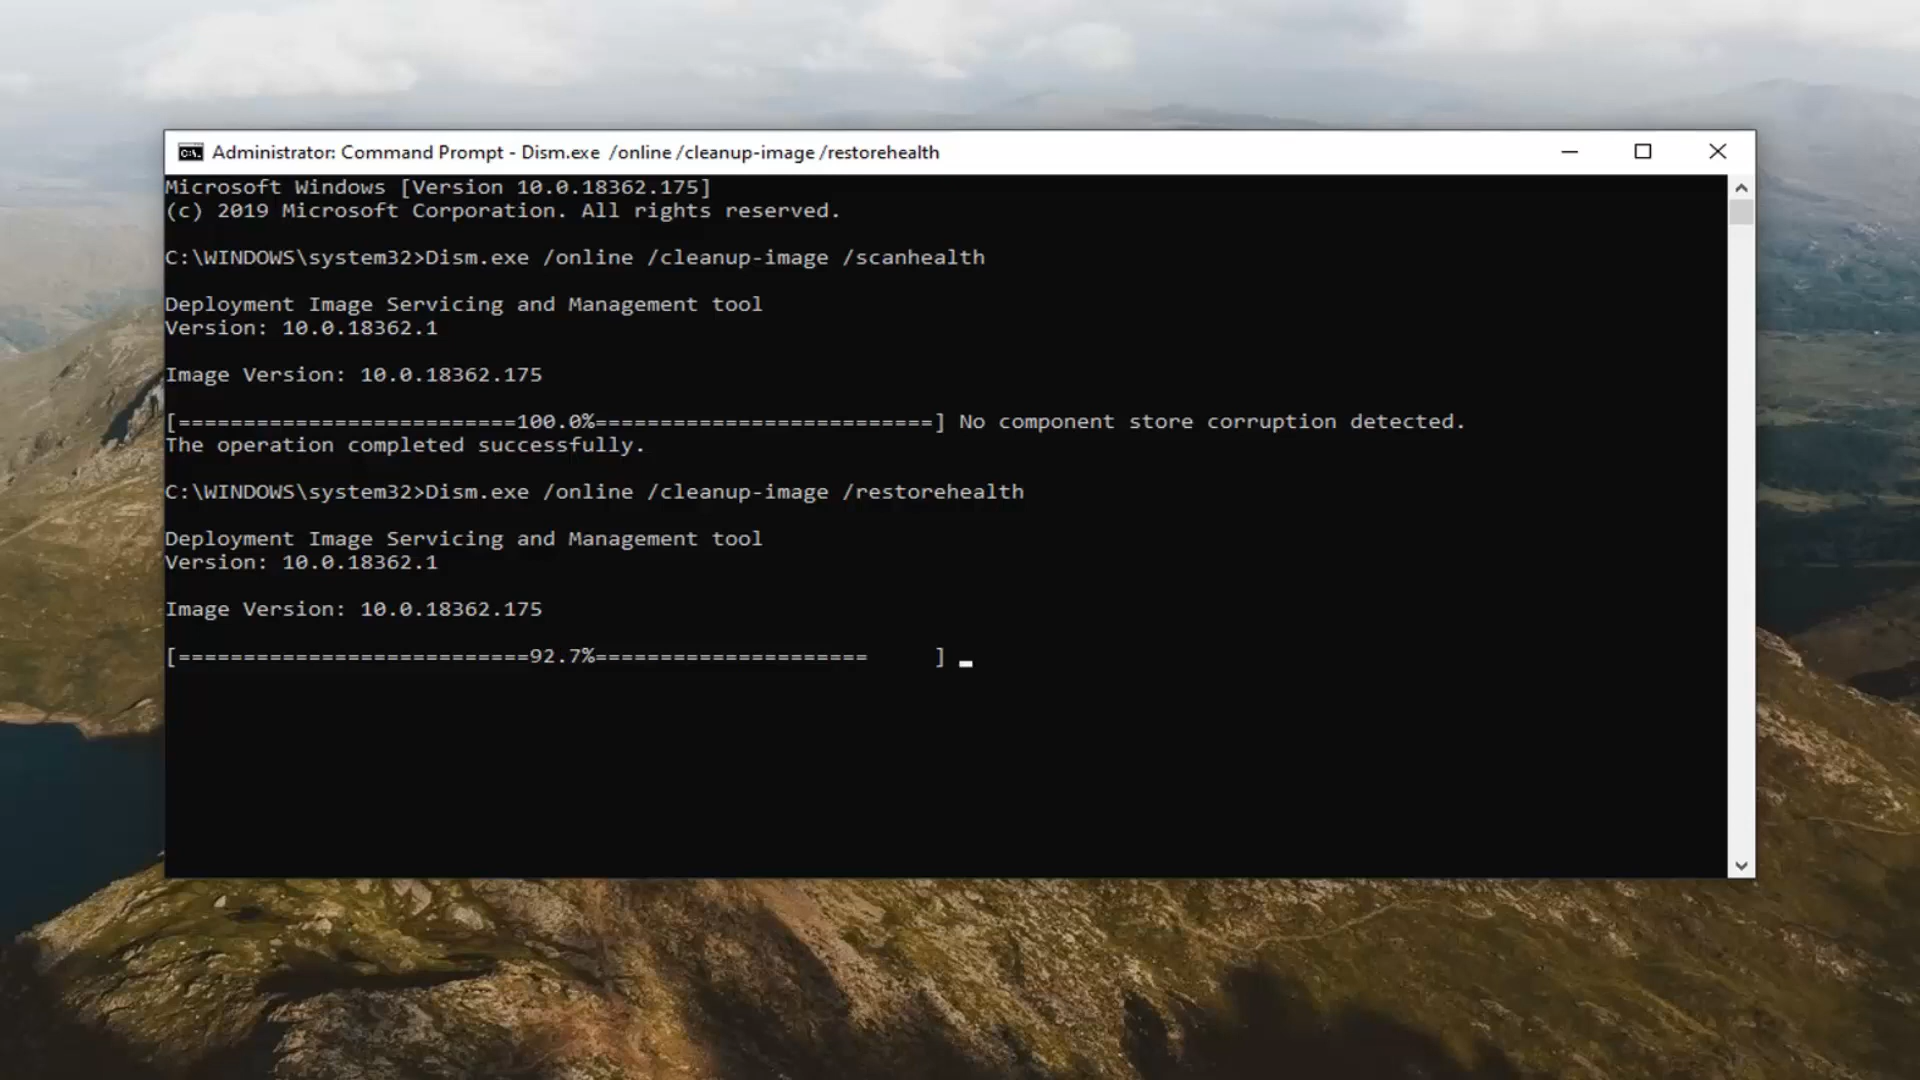 Administrator: Command Prompt - Dism.exe /online /cleanup-image /restorehealth
Microsoft Windows [Version 10.0.18362.175]
(c) 2019 Microsoft Corporation. All rights reserved.
C:\WINDOWS\system32>Dism.exe /online /cleanup-image /scanhealth
Deployment Image Servicing and Management tool
Version: 10.0.18362.1
Image Version: 10.0.18362.175
[==========================100.0%==========================] No component store corruption detected.
The operation completed successfully.
C:\WINDOWS\system32>Dism.exe /online /cleanup-image /restorehealth
Deployment Image Servicing and Management tool
Version: 10.0.18362.1
Image Version: 10.0.18362.175
[===========================92.7%=====================     ]